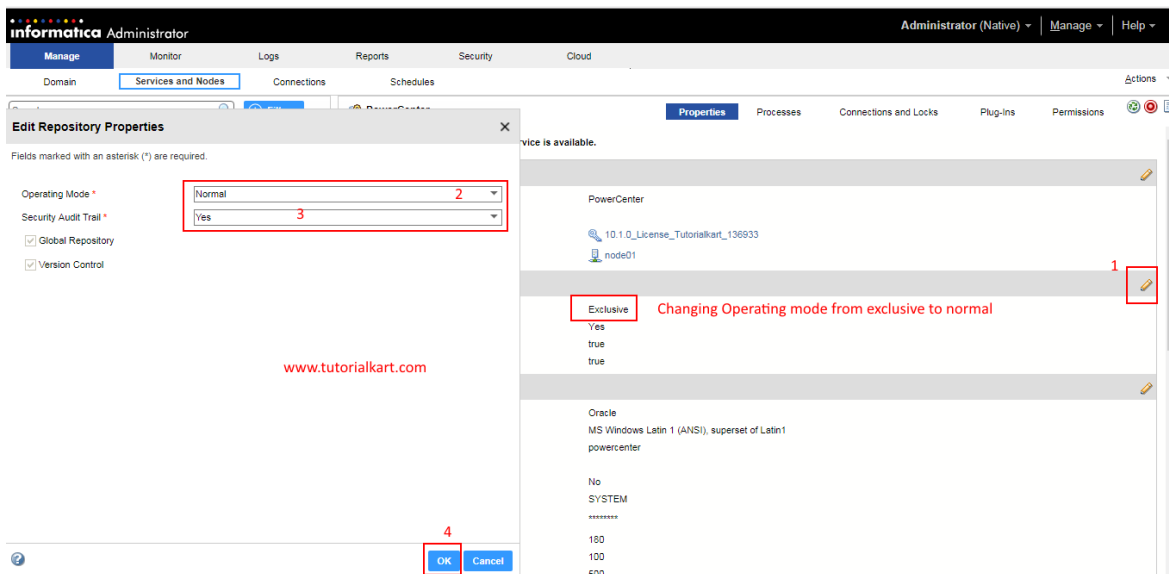 informatica Administrator
Administrator (Native) Manage Help
Manage Monitor Logs Reports Security Cloud
Domain Services and Nodes Connections Schedules Actions
PowerCenter
Properties Processes Connections and Locks Plug-Ins Permissions
Edit Repository Properties
Fields marked with an asterisk (*) are required.
Operating Mode * Normal 2
Security Audit Trail * Yes 3
Global Repository
Version Control
www.tutorialkart.com
4
OK Cancel
vice is available.
PowerCenter
10.1.0_License_Tutorialkart_136933
node01
1
Exclusive Changing Operating mode from exclusive to normal
Yes
true
true
Oracle
MS Windows Latin 1 (ANSI), superset of Latin1
powercenter
No
SYSTEM
********
180
100
500